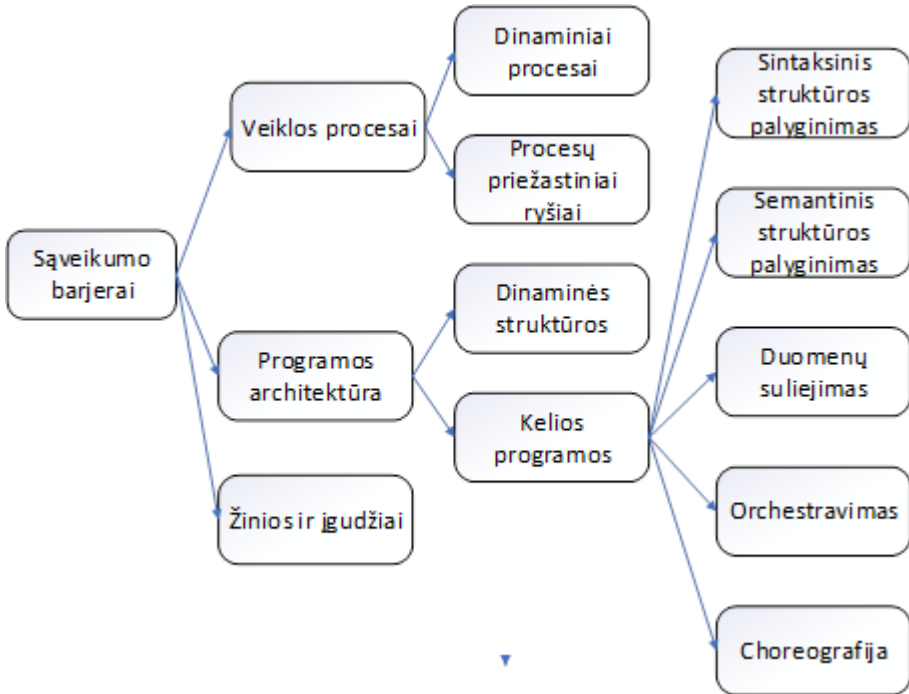 Sąveikumo
barjerai
Veiklos procesai
Programos
architektūra
Žinios ir įgudžiai
Dinaminiai
procesai
Procesų
priežastiniai
ryšiai
Dinaminės
struktūros
Kelios
programos
Sintaksinis
struktūros
palyginimas
Semantinis
struktūros
palyginimas
Duomenų
suliejimas
Orchestravimas
Choreografija